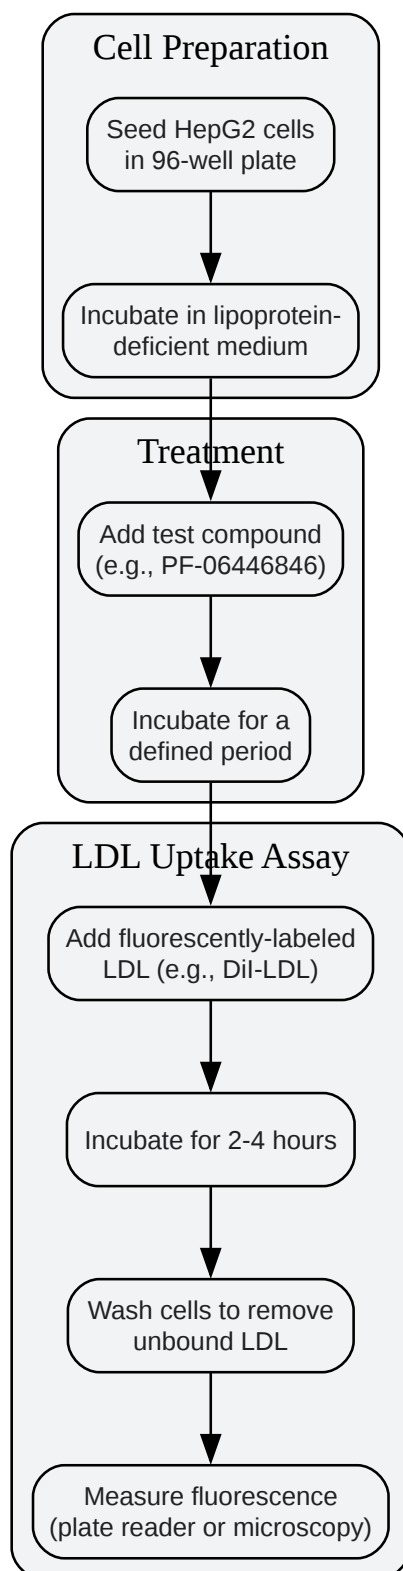 Cell Preparation
Seed HepG2 cells
in 96-well plate
Incubate in lipoprotein-
deficient medium
Treatment
Add test compound
(e.g., PF-06446846)
Incubate for a
defined period
LDL Uptake Assay
Add fluorescently-labeled
LDL (e.g., DiI-LDL)
Incubate for 2-4 hours
Wash cells to remove
unbound LDL
Measure fluorescence
(plate reader or microscopy)